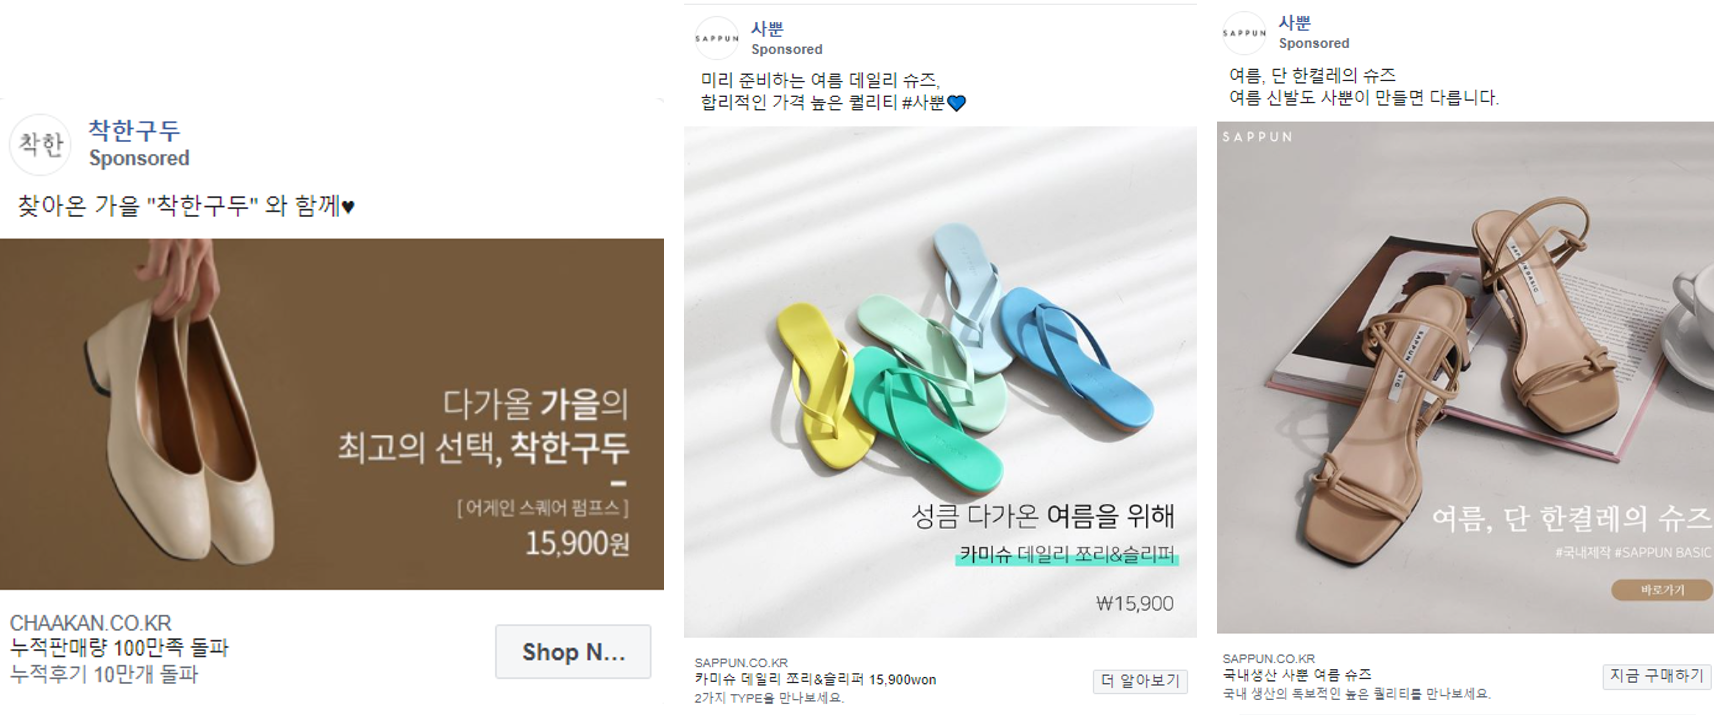 착한
착한구두
Sponsored
찾아온 가을 "착한구두" 와 함께♥
다가올 가을의
최고의 선택, 착한구두
[ 어게인 스퀘어 펌프스 ]
15,900원
CHAAKAN.CO.KR
누적판매량 100만족 돌파
누적후기 10만개 돌파
Shop N...
SAPPUN
사뿐
Sponsored
미리 준비하는 여름 데일리 슈즈,
합리적인 가격 높은 퀄리티 #사뿐💙
성큼 다가온 여름을 위해
카미슈 데일리 쪼리&슬리퍼
₩15,900
SAPPUN.CO.KR
카미슈 데일리 쪼리&슬리퍼 15,900won
2가지 TYPE을 만나보세요.
더 알아보기
SAPPUN
사뿐
Sponsored
여름, 단 한켤레의 슈즈
여름 신발도 사뿐이 만들면 다릅니다.
SAPPUN
SAPPUN BASIC
SAPPUN BASIC
여름, 단 한켤레의 슈즈
#국내제작 #SAPPUN BASIC
바로가기
SAPPUN.CO.KR
국내생산 사뿐 여름 슈즈
국내 생산의 독보적인 높은 퀄리티를 만나보세요.
지금 구매하기